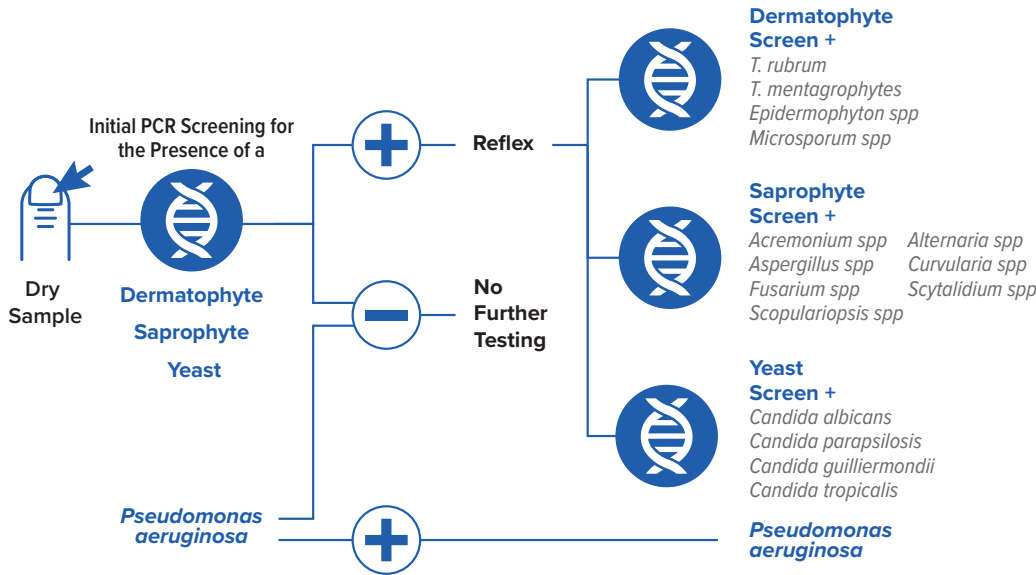 Initial PCR Screening for
the Presence of a
Dry
Sample
Dermatophyte
Saprophyte
Yeast
Pseudomonas
aeruginosa
Reflex
No
Further
Testing
Dermatophyte
Screen +
T. rubrum
T. mentagrophytes
Epidermophyton spp
Microsporum spp
Saprophyte
Screen +
Acremonium spp Alternaria spp
Aspergillus spp Curvularia spp
Fusarium spp Scytalidium spp
Scopulariopsis spp
Yeast
Screen +
Candida albicans
Candida parapsilosis
Candida guilliermondii
Candida tropicalis
Pseudomonas
aeruginosa